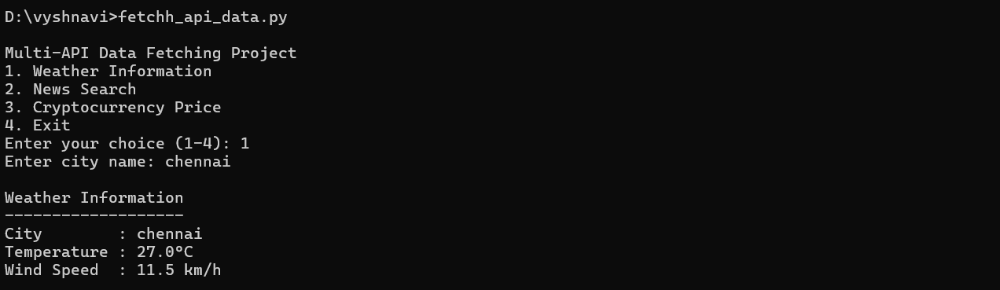 D:\vyshnavi>fetchh_api_data.py
Multi-API Data Fetching Project
1. Weather Information
2. News Search
3. Cryptocurrency Price
4. Exit
Enter your choice (1-4): 1
Enter city name: chennai
Weather Information
-------------------
City        : chennai
Temperature : 27.0°C
Wind Speed  : 11.5 km/h